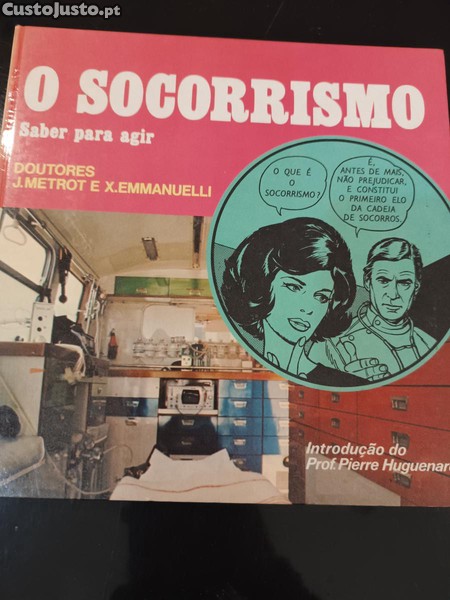 CustoJusto.pt
O SOCORRISMO
Saber para agir
DOUTORES
J.METROT E X.EMMANUELLI
O QUE É
O
SOCORRISMO?
É,
ANTES DE MAIS,
NÃO PREJUDICAR,
E CONSTITUI
O PRIMEIRO ELO
DA CADEIA
DE SOCORROS.
Introdução do
Prof. Pierre Huguenard